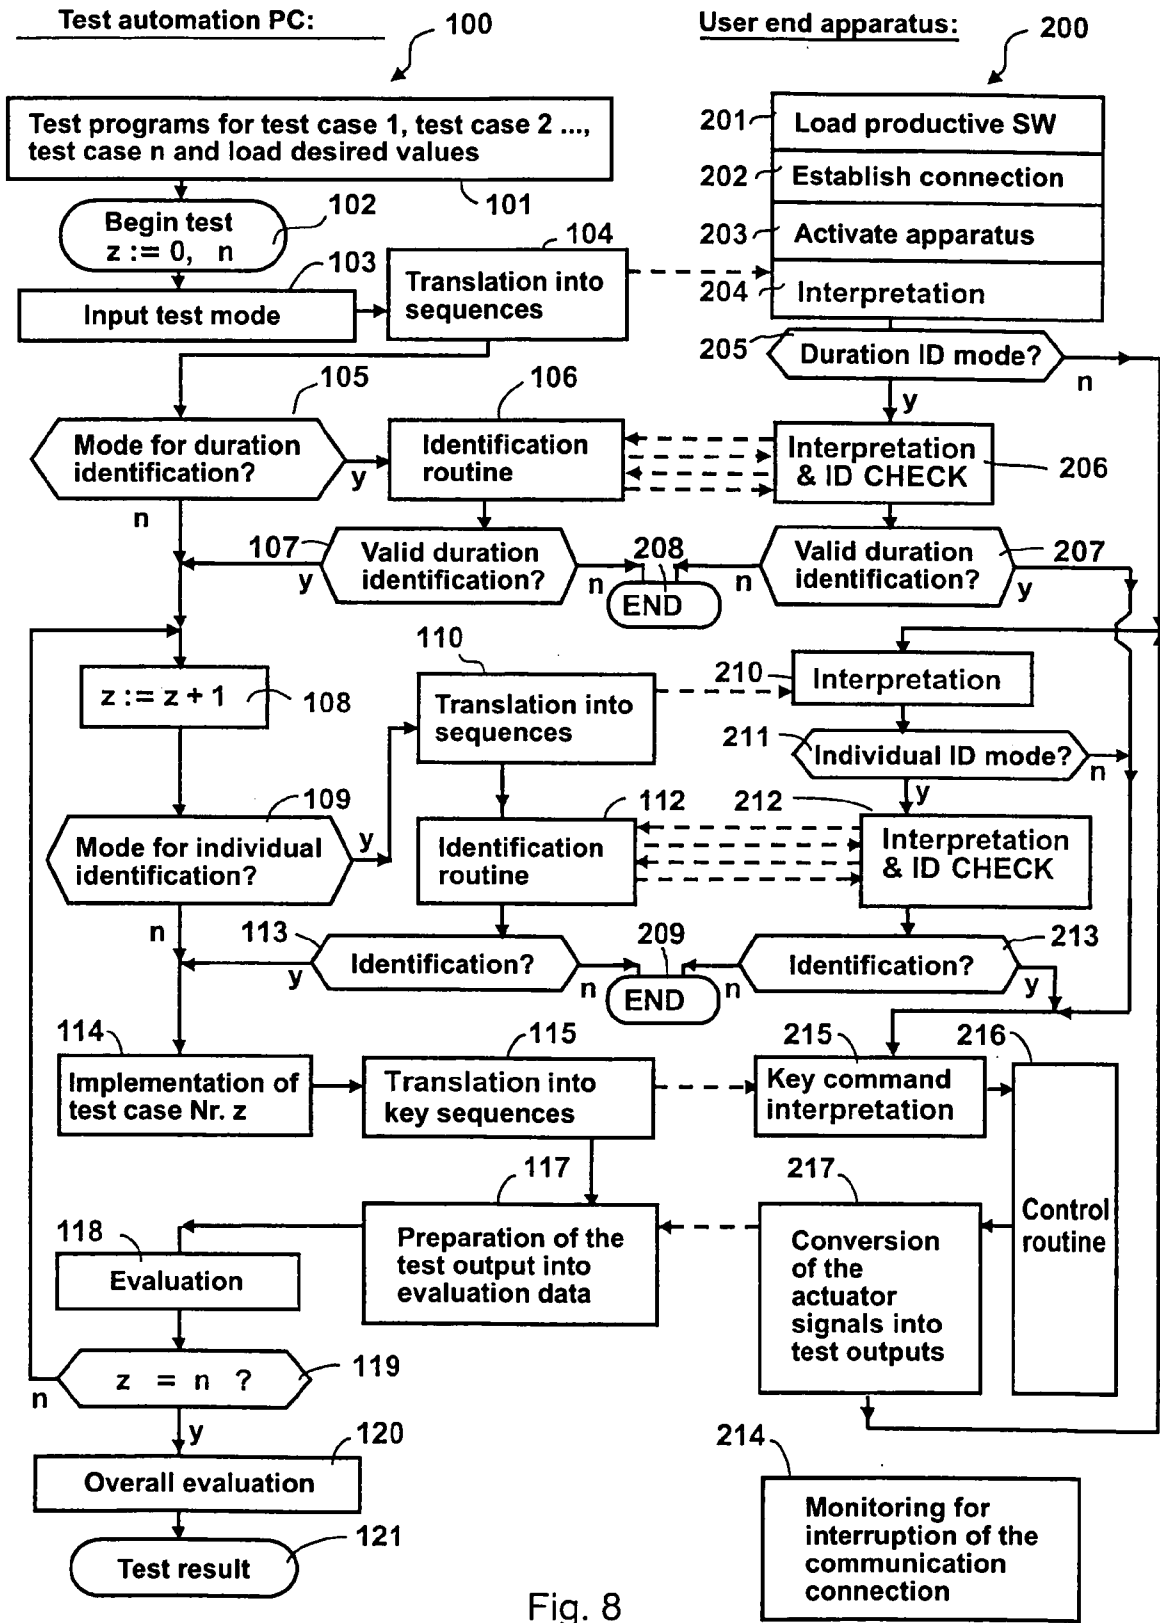 Test automation PC:
100
User end apparatus:
200
Test programs for test case 1, test case 2 ...,
test case n and load desired values
101
Begin test
z := 0, n
102
103
Input test mode
104
Translation into
sequences
201
Load productive SW
202
Establish connection
203
Activate apparatus
204
Interpretation
205
Duration ID mode?
n
y
105
Mode for duration
identification?
y
n
106
Identification
routine
Interpretation
& ID CHECK
206
107
Valid duration
identification?
y
n
208
END
Valid duration
identification?
207
n
y
z := z + 1
108
110
Translation into
sequences
210
Interpretation
211
Individual ID mode?
n
y
109
Mode for individual
identification?
y
n
112
Identification
routine
212
Interpretation
& ID CHECK
113
Identification?
y
n
209
END
Identification?
213
n
y
114
Implementation of
test case Nr. z
115
Translation into
key sequences
215
Key command
interpretation
216
Control
routine
117
Preparation of the
test output into
evaluation data
217
Conversion
of the
actuator
signals into
test outputs
118
Evaluation
z = n ?
119
n
y
120
Overall evaluation
Test result
121
214
Monitoring for
interruption of the
communication
connection
Fig. 8